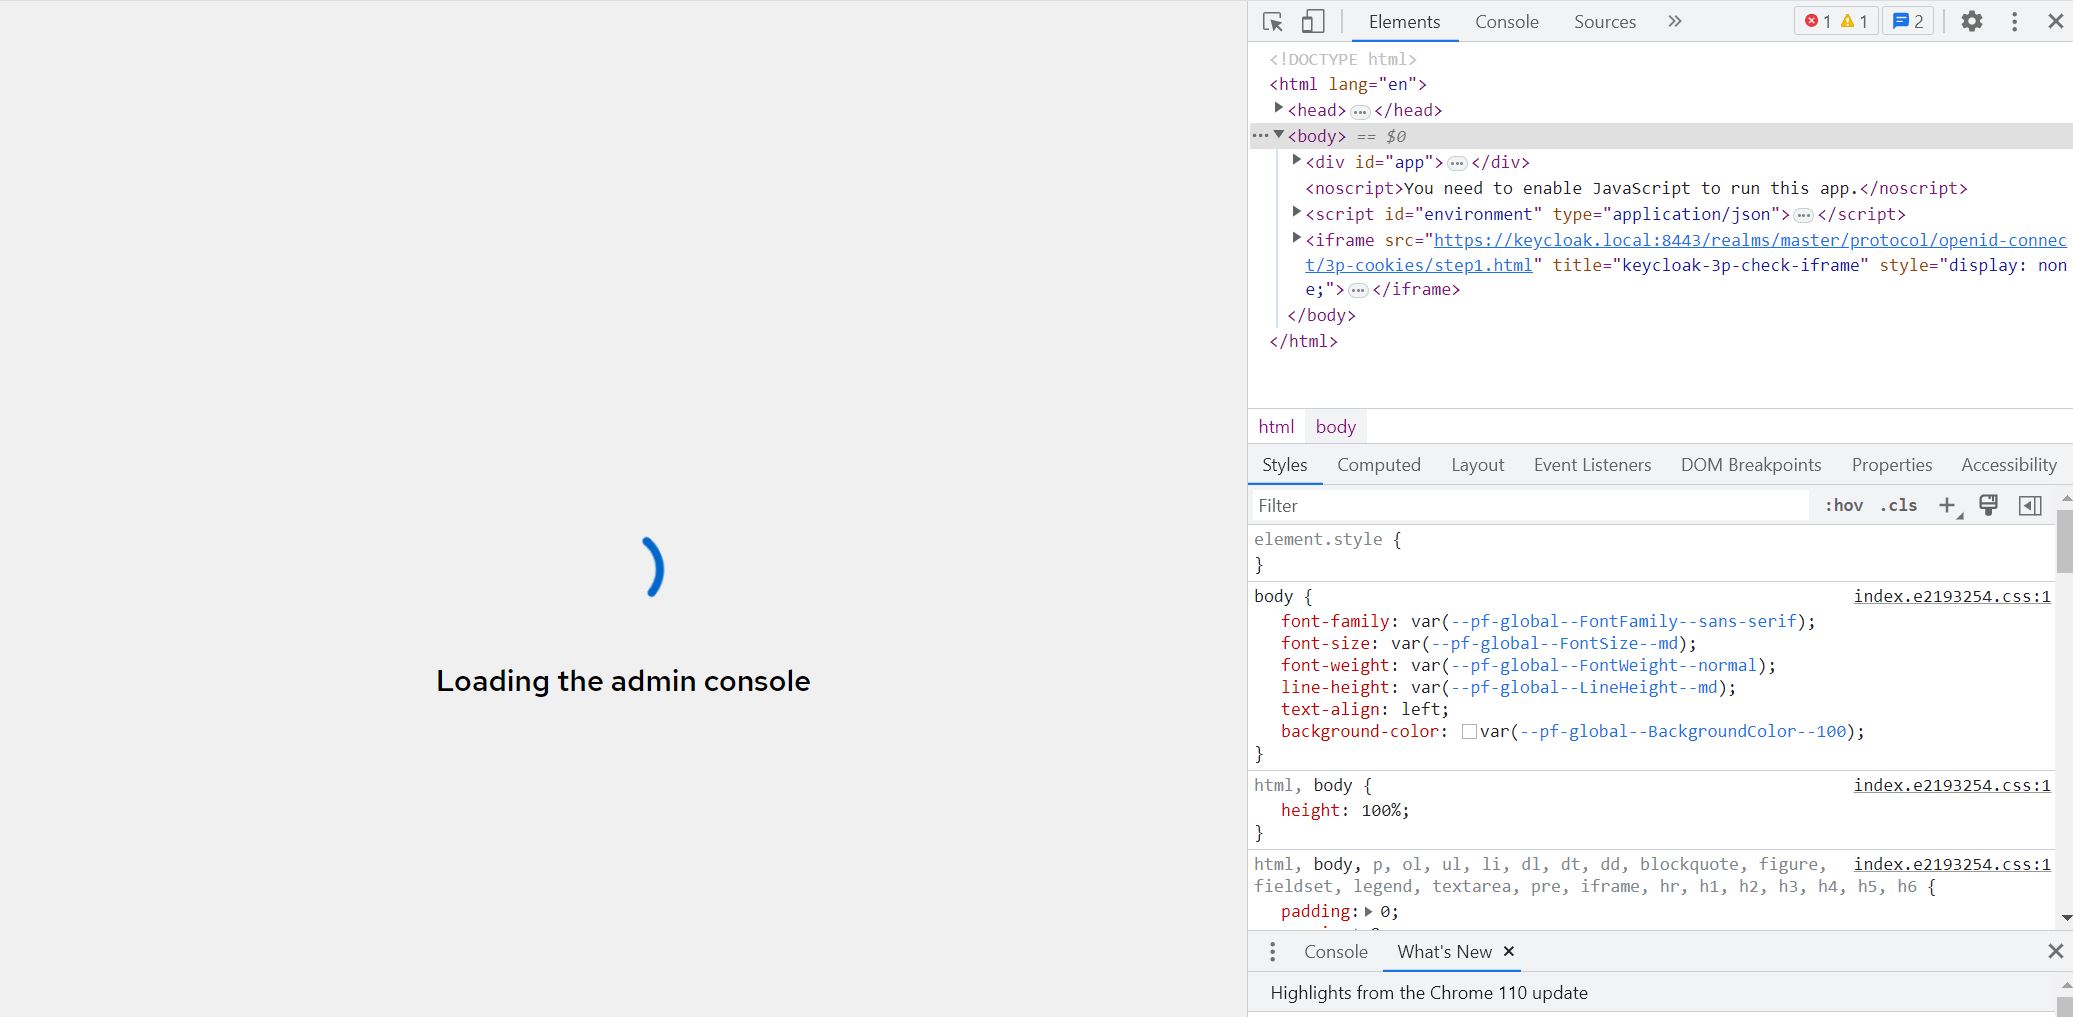 Loading the admin console
Elements Console Sources » 1 1 2
<!DOCTYPE html>
<html lang="en">
<head> … </head>
… <body> == $0
<div id="app"> … </div>
<noscript>You need to enable JavaScript to run this app.</noscript>
<script id="environment" type="application/json"> … </script>
<iframe src="https://keycloak.local:8443/realms/master/protocol/openid-connec
t/3p-cookies/step1.html" title="keycloak-3p-check-iframe" style="display: non
e;"> … </iframe>
</body>
</html>
html body
Styles Computed Layout Event Listeners DOM Breakpoints Properties Accessibility
Filter :hov .cls +
element.style {
}
body { index.e2193254.css:1
font-family: var(--pf-global--FontFamily--sans-serif);
font-size: var(--pf-global--FontSize--md);
font-weight: var(--pf-global--FontWeight--normal);
line-height: var(--pf-global--LineHeight--md);
text-align: left;
background-color: var(--pf-global--BackgroundColor--100);
}
html, body { index.e2193254.css:1
height: 100%;
}
html, body, p, ol, ul, li, dl, dt, dd, blockquote, figure, index.e2193254.css:1
fieldset, legend, textarea, pre, iframe, hr, h1, h2, h3, h4, h5, h6 {
padding: 0;
Console What's New
Highlights from the Chrome 110 update